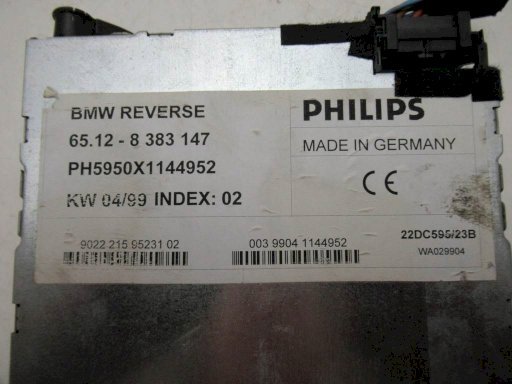 BMW REVERSE
65.12 - 8 383 147
PH5950X1144952
KW 04/99 INDEX: 02
PHILIPS
MADE IN GERMANY
CE
9022 215 95231 02
003 9904 1144952
22DC595/23B
WA029904